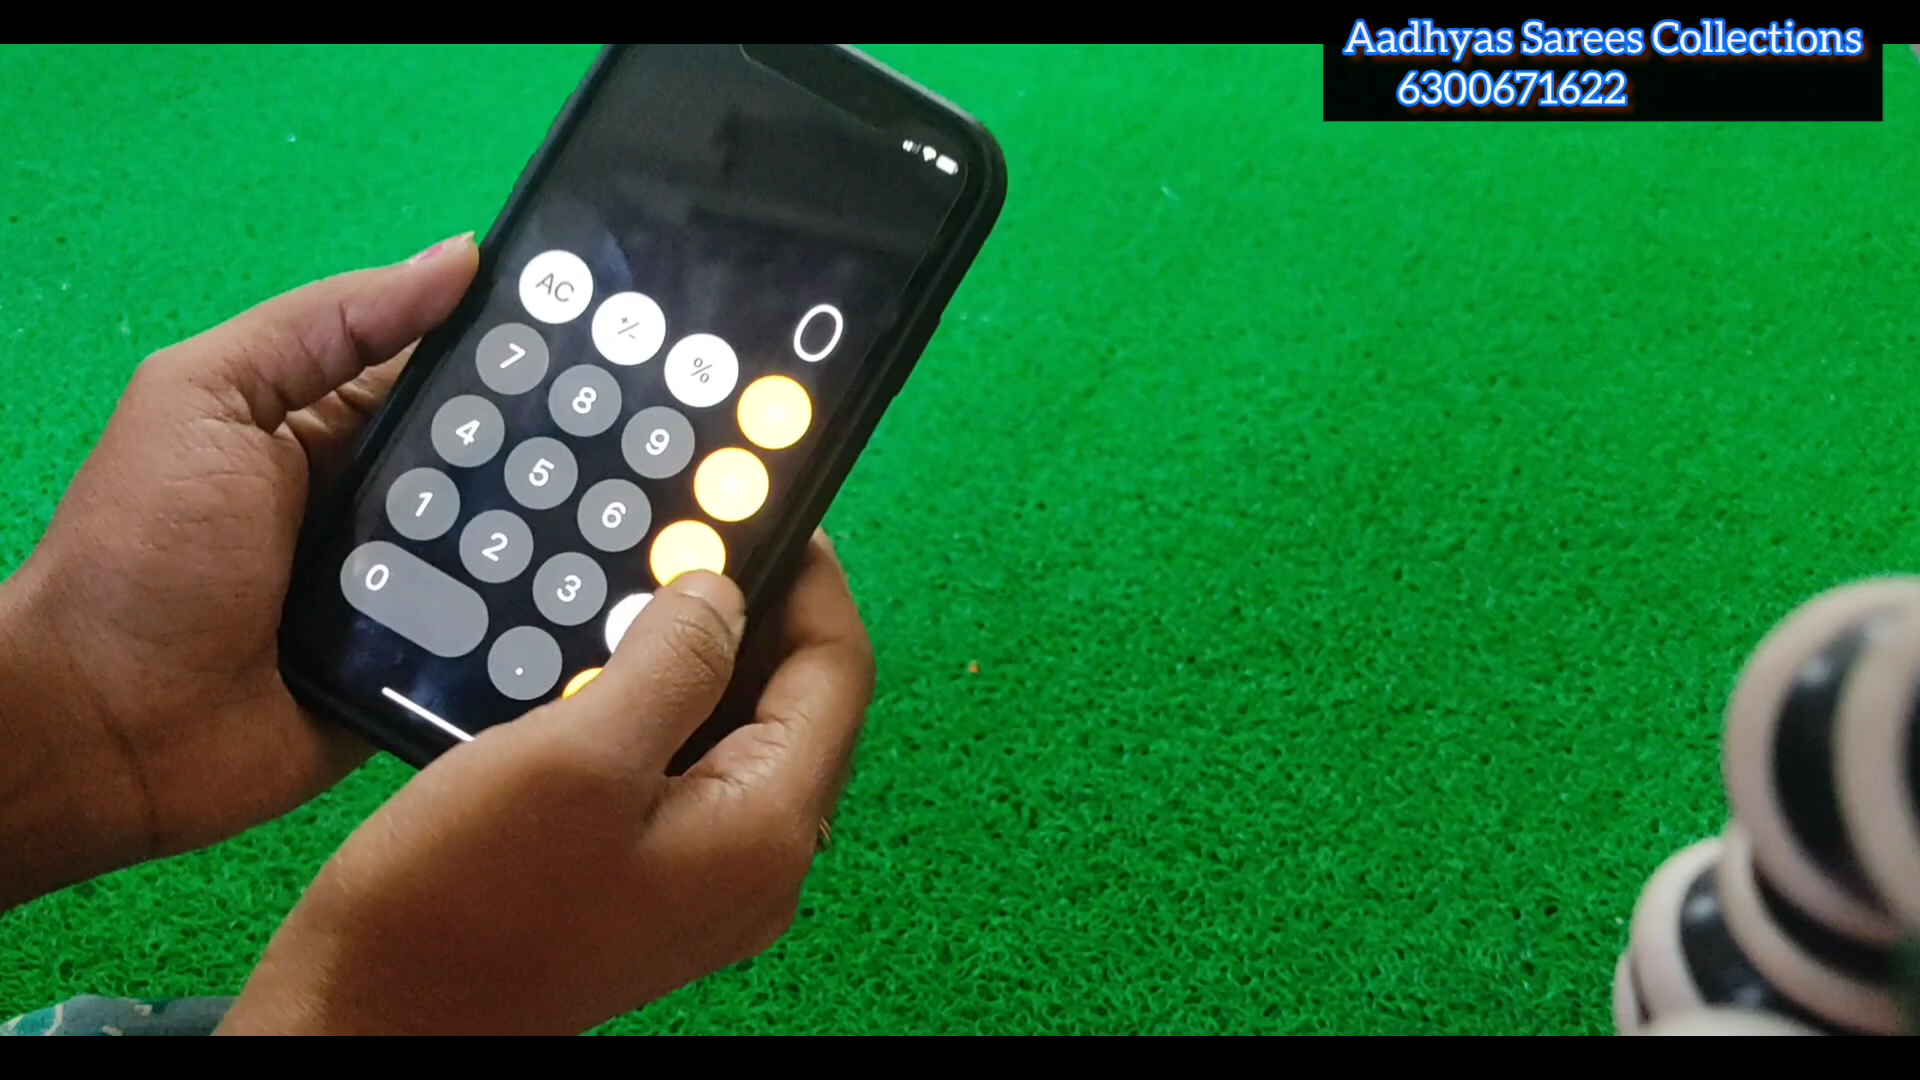 Aadhyas Sarees Collections
6300671622
0
AC +/- %
7 8 9
4 5 6
1 2 3
0 .